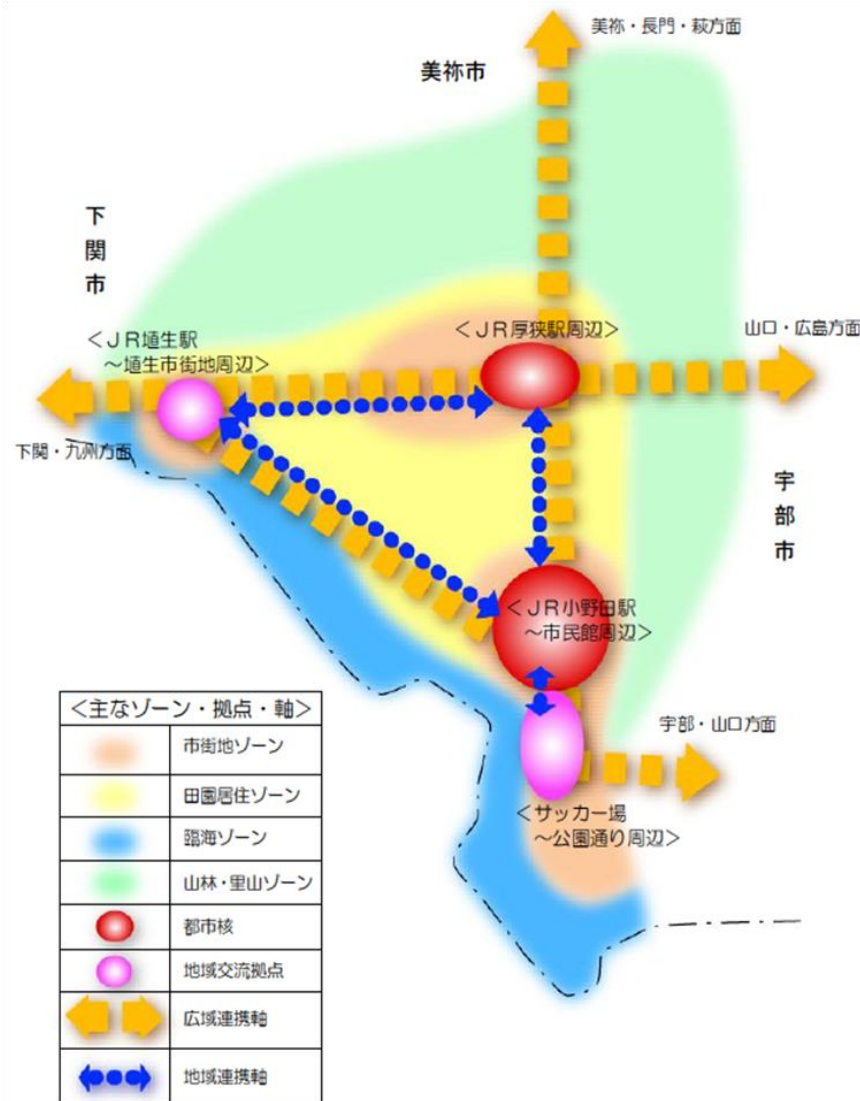 美祢・長門・萩方面
美祢市
下関市
＜ＪＲ埴生駅
～埴生市街地周辺＞
＜ＪＲ厚狭駅周辺＞
山口・広島方面
下関・九州方面
宇部市
＜ＪＲ小野田駅
～市民館周辺＞
宇部・山口方面
＜サッカー場
～公園通り周辺＞
＜主なゾーン・拠点・軸＞
市街地ゾーン
田園居住ゾーン
臨海ゾーン
山林・里山ゾーン
都市核
地域交流拠点
広域連携軸
地域連携軸